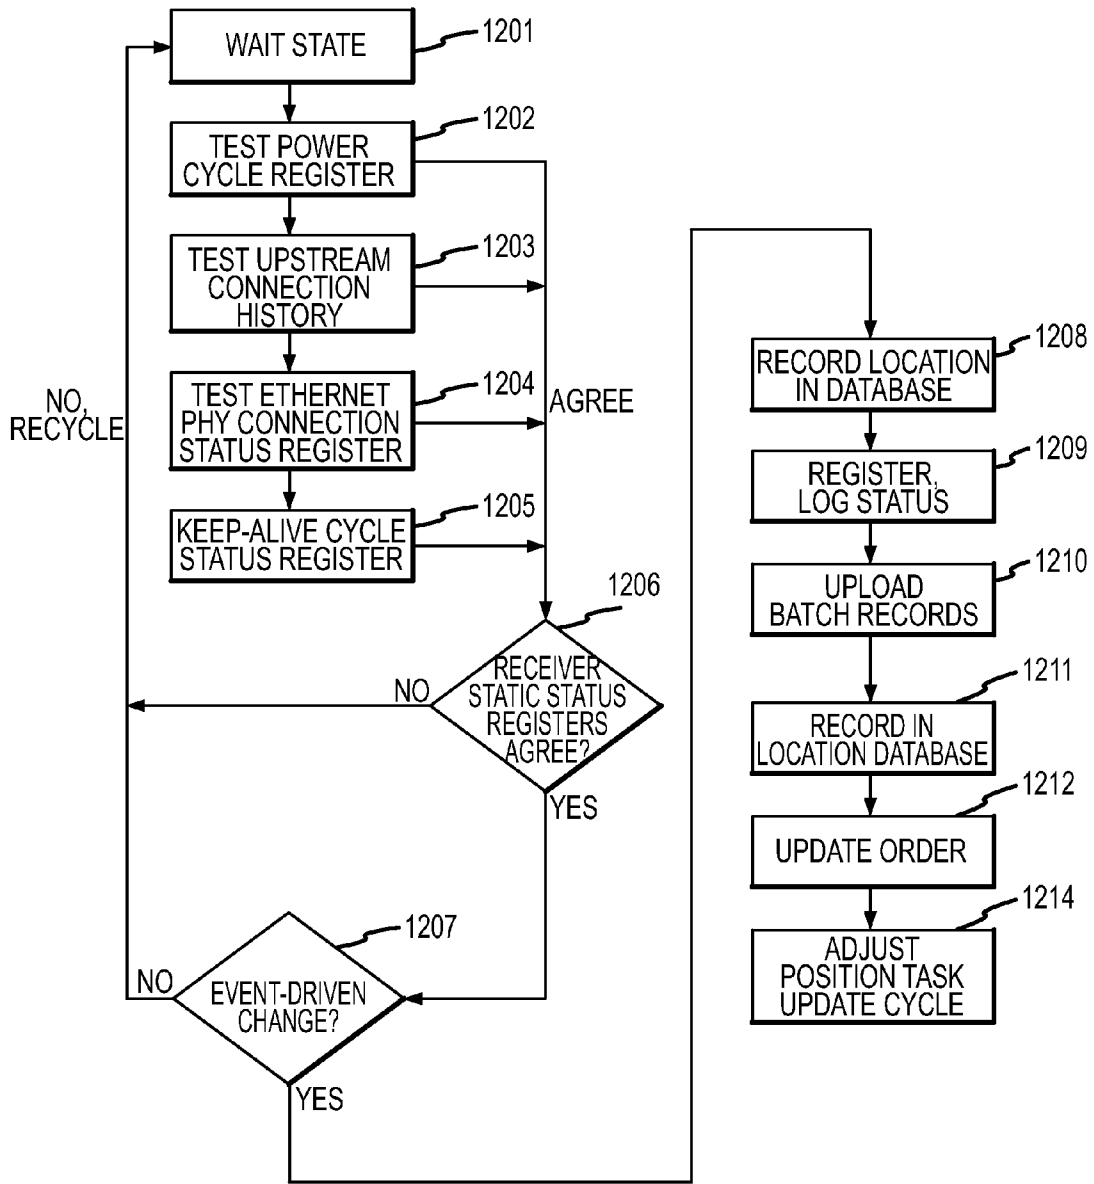 WAIT STATE
1201
TEST POWER
CYCLE REGISTER
1202
TEST UPSTREAM
CONNECTION
HISTORY
1203
TEST ETHERNET
PHY CONNECTION
STATUS REGISTER
1204
KEEP-ALIVE CYCLE
STATUS REGISTER
1205
AGREE
NO,
RECYCLE
1206
RECEIVER
STATIC STATUS
REGISTERS
AGREE?
NO
YES
1207
EVENT-DRIVEN
CHANGE?
NO
YES
1208
RECORD LOCATION
IN DATABASE
1209
REGISTER,
LOG STATUS
1210
UPLOAD
BATCH RECORDS
1211
RECORD IN
LOCATION DATABASE
1212
UPDATE ORDER
1214
ADJUST
POSITION TASK
UPDATE CYCLE